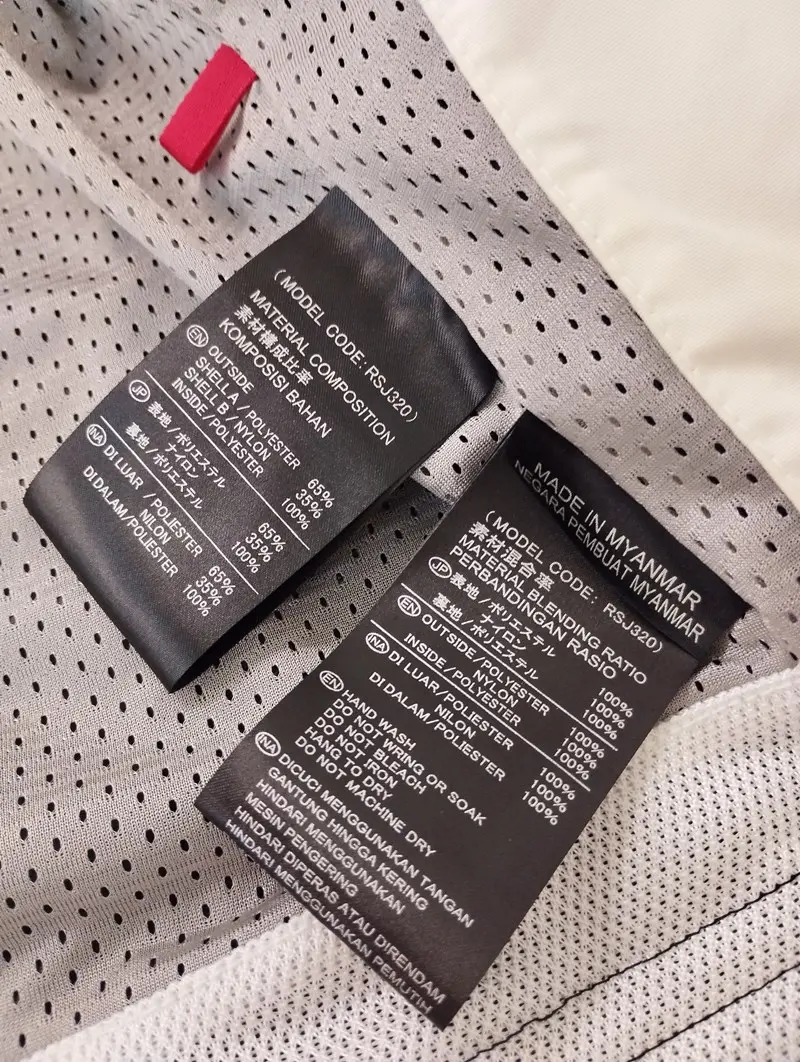 (MODEL CODE: RSJ320)
MATERIAL COMPOSITION
素材構成比率
KOMPOSISI BAHAN
EN OUTSIDE
SHELLA/POLYESTER 65%
SHELL B/NYLON 35%
INSIDE/POLYESTER 100%
JP 表地/ポリエステル 65%
ナイロン 35%
裏地/ポリエステル 100%
INA DI LUAR /POLIESTER 65%
NILON 35%
DI DALAM/POLIESTER 100%
MADE IN MYANMAR
NEGARA PEMBUAT MYANMAR
(MODEL CODE: RSJ320)
素材混合率
MATERIAL BLENDING RATIO
PERBANDINGAN RASIO
JP 表地/ポリエステル 100%
ナイロン 100%
裏地/ポリエステル 100%
EN OUTSIDE/POLYESTER 100%
NYLON 100%
INSIDE/POLYESTER 100%
INA DI LUAR/POLIESTER 100%
NILON 100%
DI DALAM/POLIESTER 100%
EN HAND WASH
DO NOT WRING OR SOAK
DO NOT BLEACH
DO NOT IRON
HANG TO DRY
DO NOT MACHINE DRY
INA DICUCI MENGGUNAKAN TANGAN
GANTUNG HINGGA KERING
HINDARI MENGGUNAKAN
MESIN PENGERING
HINDARI DIPERAS ATAU DIRENDAM
HINDARI MENGGUNAKAN PEMUTIH